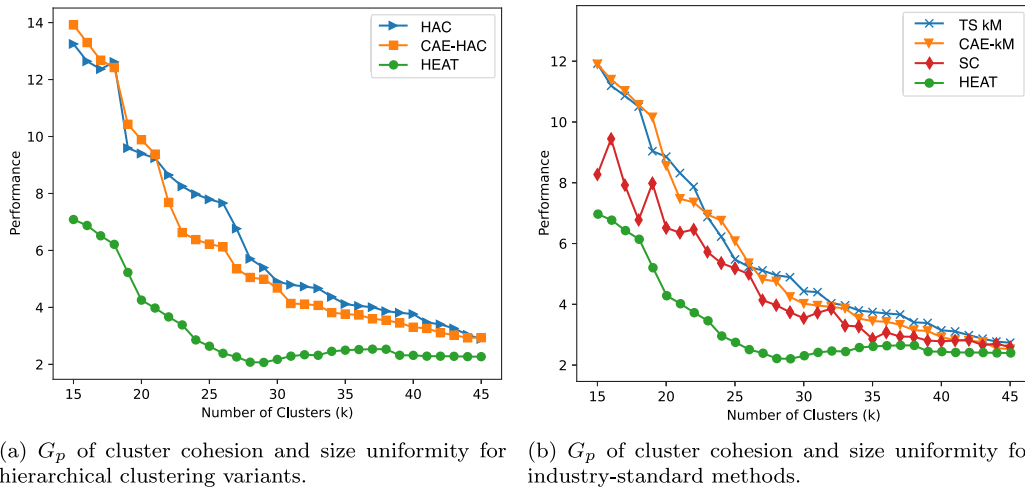 14
12
10
8
6
4
2
Performance
15
20
25
30
35
40
45
Number of Clusters (k)
HAC
CAE-HAC
HEAT
12
10
8
6
4
2
Performance
15
20
25
30
35
40
45
Number of Clusters (k)
TS kM
CAE-kM
SC
HEAT
(a) Gp of cluster cohesion and size uniformity for
hierarchical clustering variants.
(b) Gp of cluster cohesion and size uniformity fo
industry-standard methods.